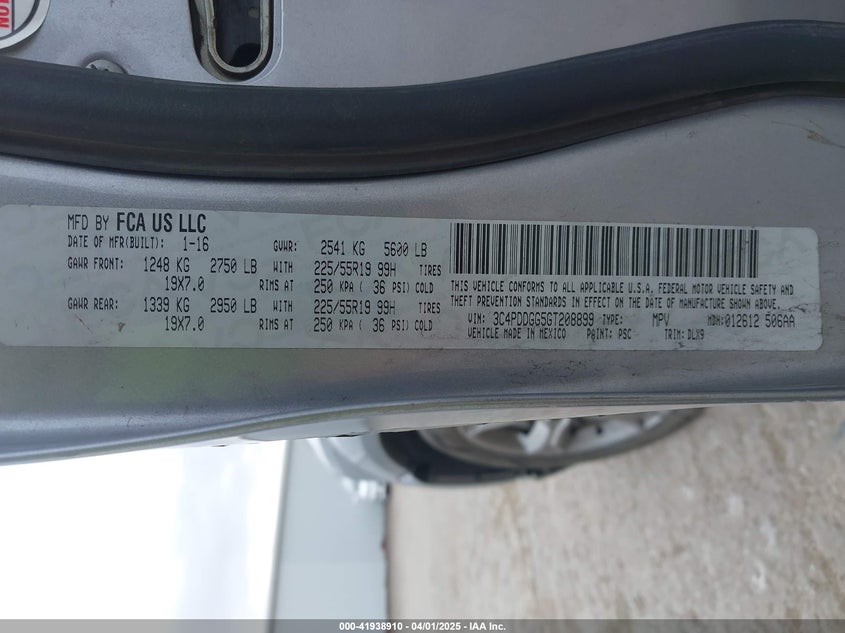 NOT
MFD BY FCA US LLC
DATE OF MFR(BUILT): 1-16 GVWR: 2541 KG 5600 LB
GAWR FRONT: 1248 KG 2750 LB WITH 225/55R19 99H TIRES
19X7.0 RIMS AT 250 KPA ( 36 PSI) COLD
GAWR REAR: 1339 KG 2950 LB WITH 225/55R19 99H TIRES
19X7.0 RIMS AT 250 KPA ( 36 PSI) COLD
THIS VEHICLE CONFORMS TO ALL APPLICABLE U.S.A. FEDERAL MOTOR VEHICLE SAFETY AND
THEFT PREVENTION STANDARDS IN EFFECT ON THE DATE OF MANUFACTURE SHOWN ABOVE.
VIN: 3C4PDDGG5GT208899 TYPE: MPV MDH:012612 506AA
VEHICLE MADE IN MEXICO PAINT: PSC TRIM: DLX9
000-41938910 - 04/01/2025 - IAA Inc.